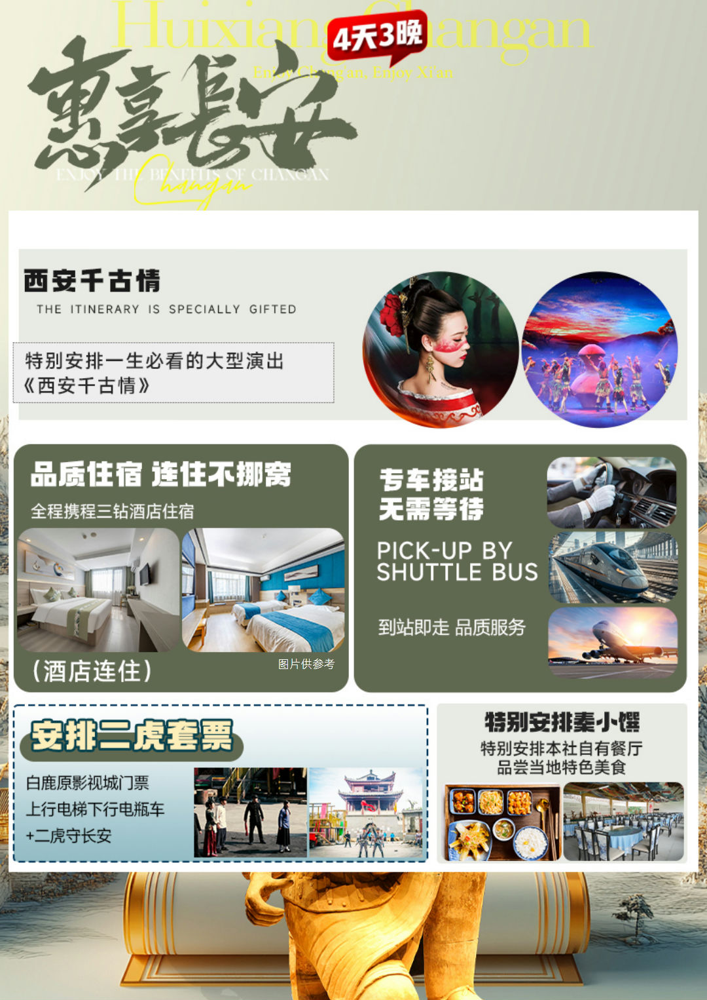 Huixiang Changan
4天3晚
Enjoy Chang'an, Enjoy Xi'an
惠享長安
ENJOY THE BENEFITS OF CHANGAN
Changan
西安千古情
THE ITINERARY IS SPECIALLY GIFTED
特别安排一生必看的大型演出
《西安千古情》
品质住宿 连住不挪窝
全程携程三钻酒店住宿
(酒店连住)
图片供参考
专车接站
无需等待
PICK-UP BY
SHUTTLE BUS
到站即走 品质服务
安排二虎套票
白鹿原影视城门票
上行电梯下行电瓶车
+二虎守长安
特别安排秦小馔
特别安排本社自有餐厅
品尝当地特色美食